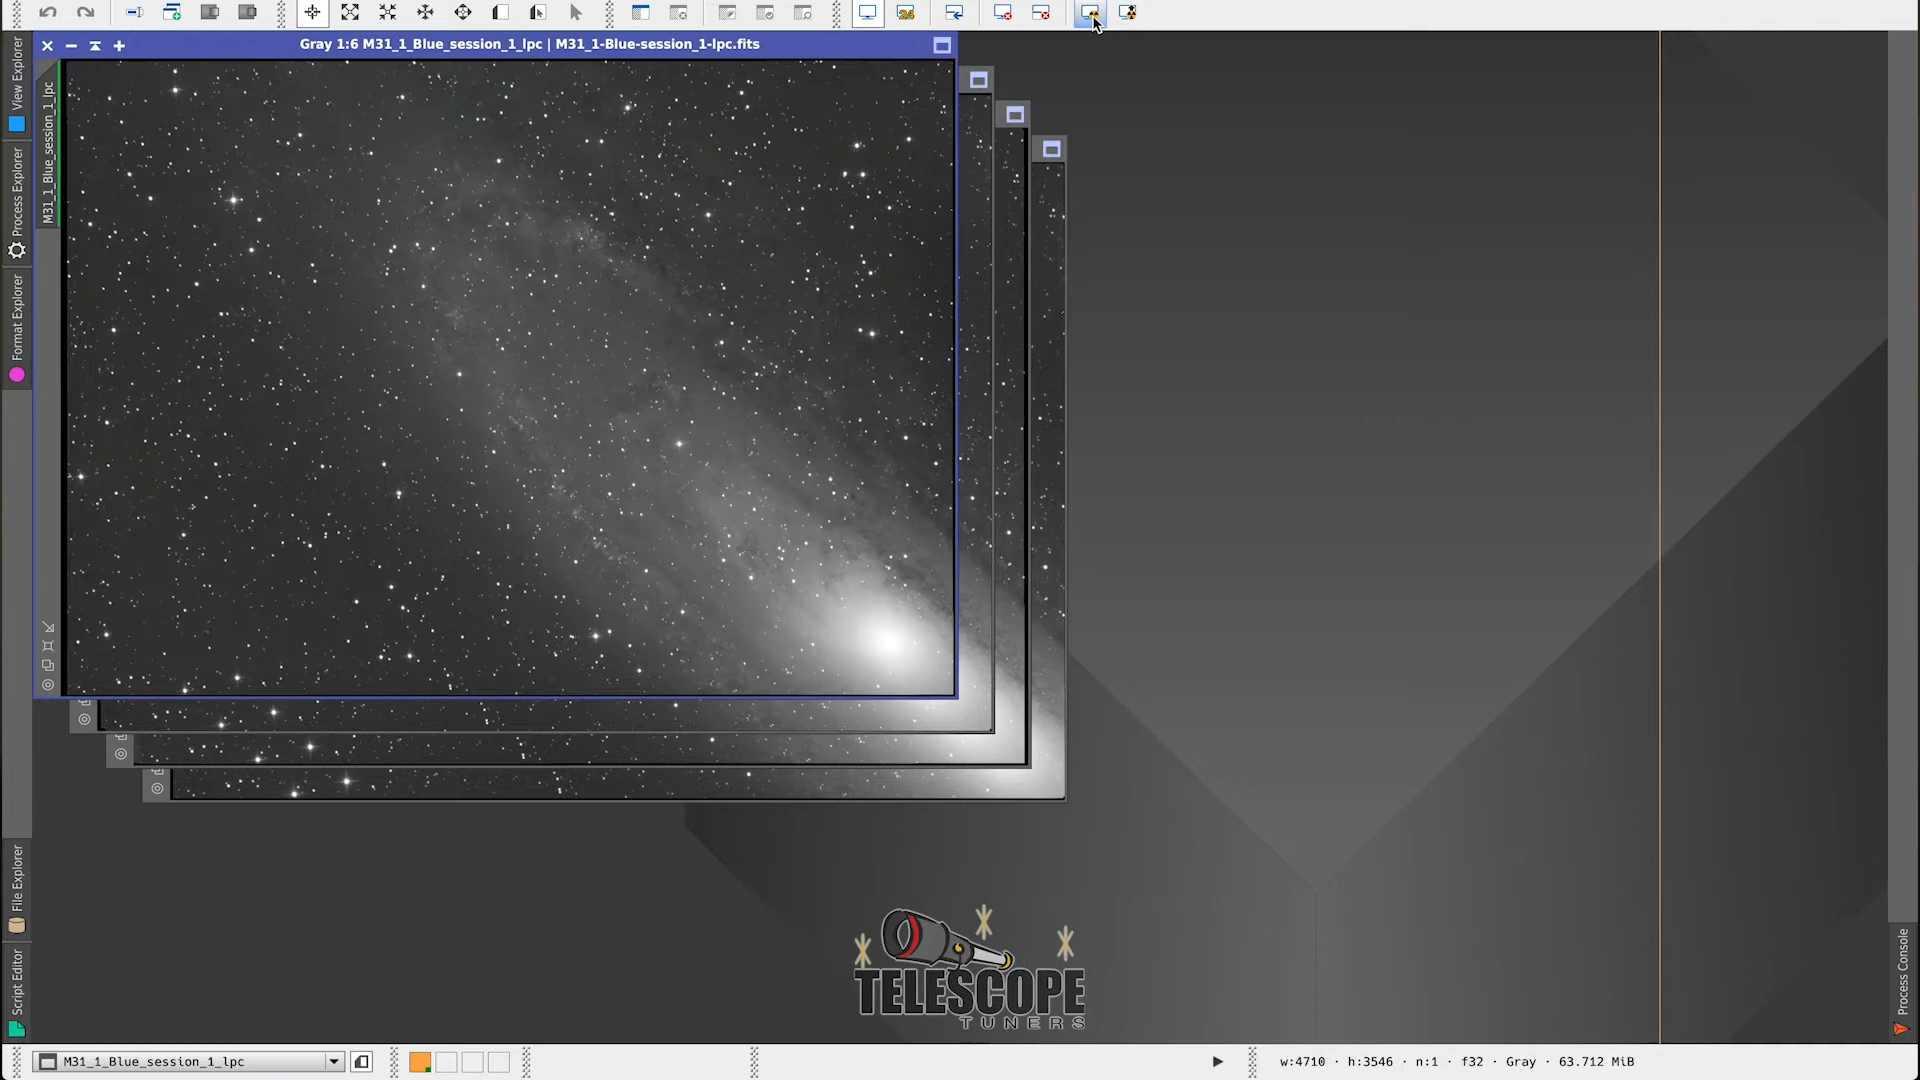 24
Gray 1:6 M31_1_Blue_session_1_lpc | M31_1-Blue-session_1-lpc.fits
View Explorer
M31_1_Blue_session_1_lpc
Process Explorer
Format Explorer
File Explorer
Script Editor
Process Console
TELESCOPE
TUNERS
M31_1_Blue_session_1_lpc
w:4710 · h:3546 · n:1 · f32 · Gray · 63.712 MiB